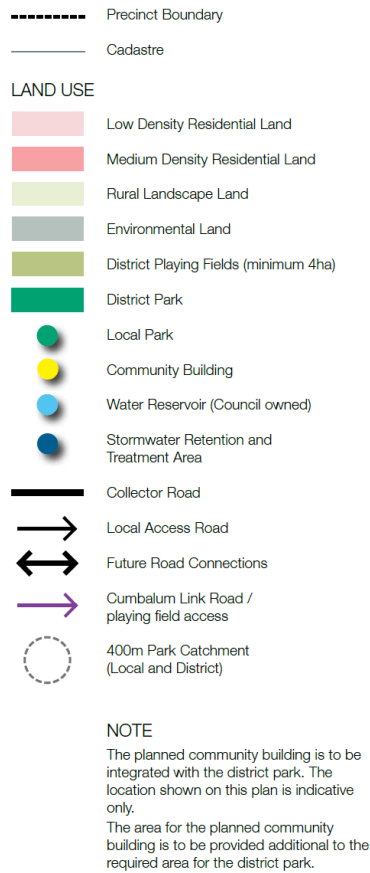 Precinct Boundary
Cadastre
LAND USE
Low Density Residential Land
Medium Density Residential Land
Rural Landscape Land
Environmental Land
District Playing Fields (minimum 4ha)
District Park
Local Park
Community Building
Water Reservoir (Council owned)
Stormwater Retention and
Treatment Area
Collector Road
Local Access Road
Future Road Connections
Cumbalum Link Road /
playing field access
400m Park Catchment
(Local and District)
NOTE
The planned community building is to be
integrated with the district park. The
location shown on this plan is indicative
only.
The area for the planned community
building is to be provided additional to the
required area for the district park.